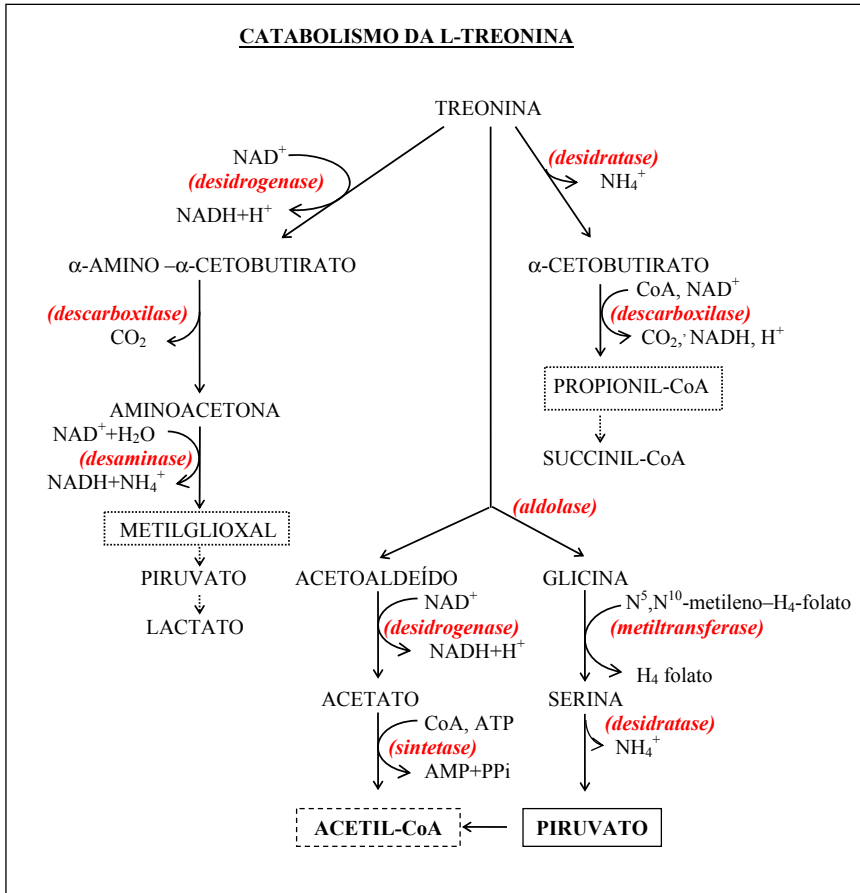 CATABOLISMO DA L-TREONINA
TREONINA
NAD+
(desidrogenase)
NADH+H+
(desidratase)
NH4+
α-AMINO –α-CETOBUTIRATO
α-CETOBUTIRATO
(descarboxilase)
CO2
CoA, NAD+
(descarboxilase)
CO2, NADH, H+
PROPIONIL-CoA
SUCCINIL-CoA
AMINOACETONA
NAD++H2O
(desaminase)
NADH+NH4+
METILGLIOXAL
PIRUVATO
LACTATO
(aldolase)
ACETOALDEÍDO
NAD+
(desidrogenase)
NADH+H+
ACETATO
CoA, ATP
(sintetase)
AMP+PPi
ACETIL-CoA
GLICINA
N5,N10-metileno–H4-folato
(metiltransferase)
H4 folato
SERINA
(desidratase)
NH4+
PIRUVATO